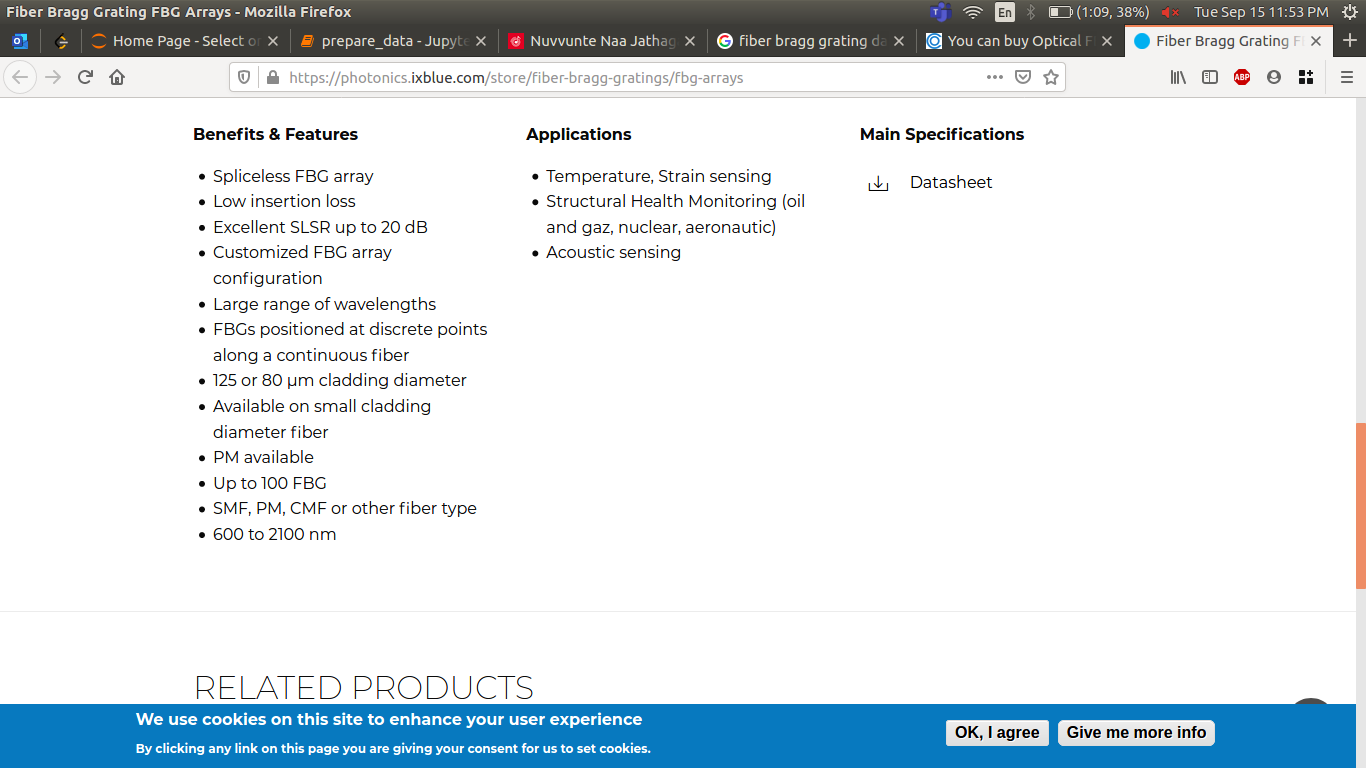 Fiber Bragg Grating FBG Arrays - Mozilla Firefox
En
(1:09, 38%)
Tue Sep 15 11:53 PM
Home Page - Select or
prepare_data - Jupyte
Nuvvunte Naa Jathag
fiber bragg grating da
You can buy Optical F
Fiber Bragg Grating F
https://photonics.ixblue.com/store/fiber-bragg-gratings/fbg-arrays
ABP
Benefits & Features
Spliceless FBG array
Low insertion loss
Excellent SLSR up to 20 dB
Customized FBG array
configuration
Large range of wavelengths
FBGs positioned at discrete points
along a continuous fiber
125 or 80 µm cladding diameter
Available on small cladding
diameter fiber
PM available
Up to 100 FBG
SMF, PM, CMF or other fiber type
600 to 2100 nm
Applications
Temperature, Strain sensing
Structural Health Monitoring (oil
and gaz, nuclear, aeronautic)
Acoustic sensing
Main Specifications
Datasheet
RELATED PRODUCTS
We use cookies on this site to enhance your user experience
By clicking any link on this page you are giving your consent for us to set cookies.
OK, I agree
Give me more info